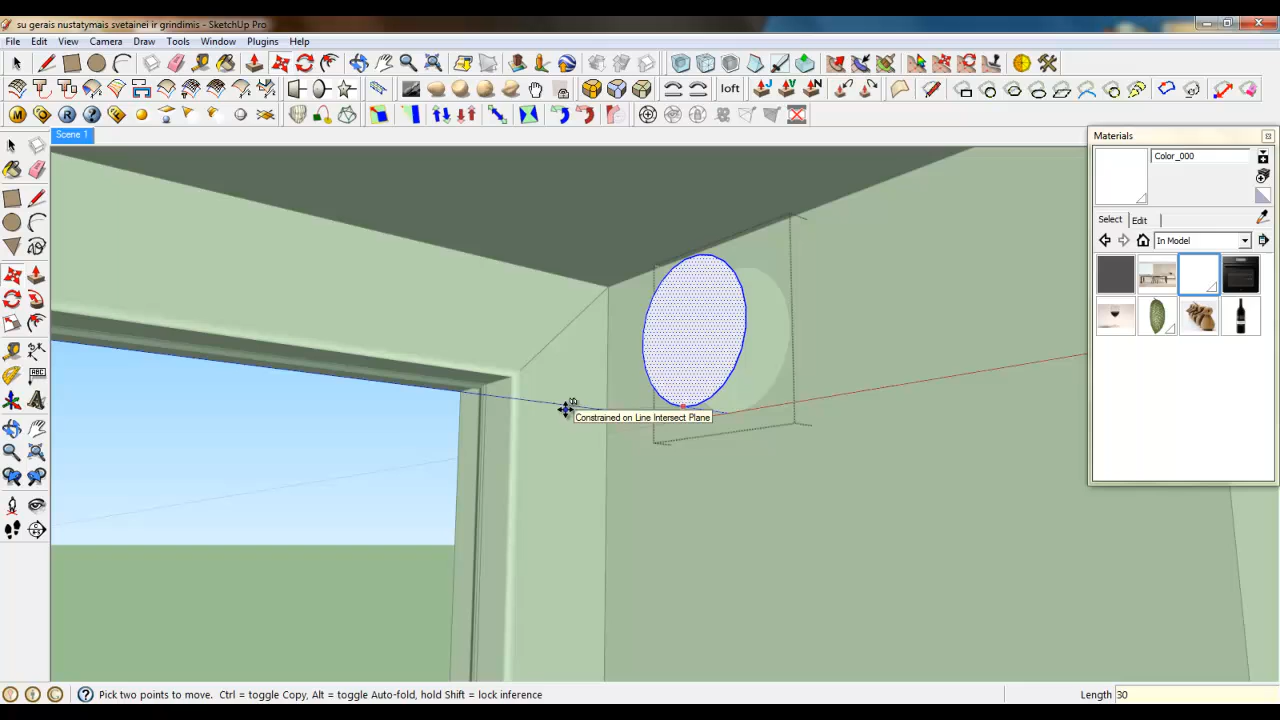 su gerais nustatymais svetainei ir grindimis - SketchUp Pro
File Edit View Camera Draw Tools Window Plugins Help
loft
M R
Scene 1
Materials
Color_000
Select Edit
In Model
ABC
Constrained on Line Intersect Plane
Pick two points to move. Ctrl = toggle Copy, Alt = toggle Auto-fold, hold Shift = lock inference
Length 30